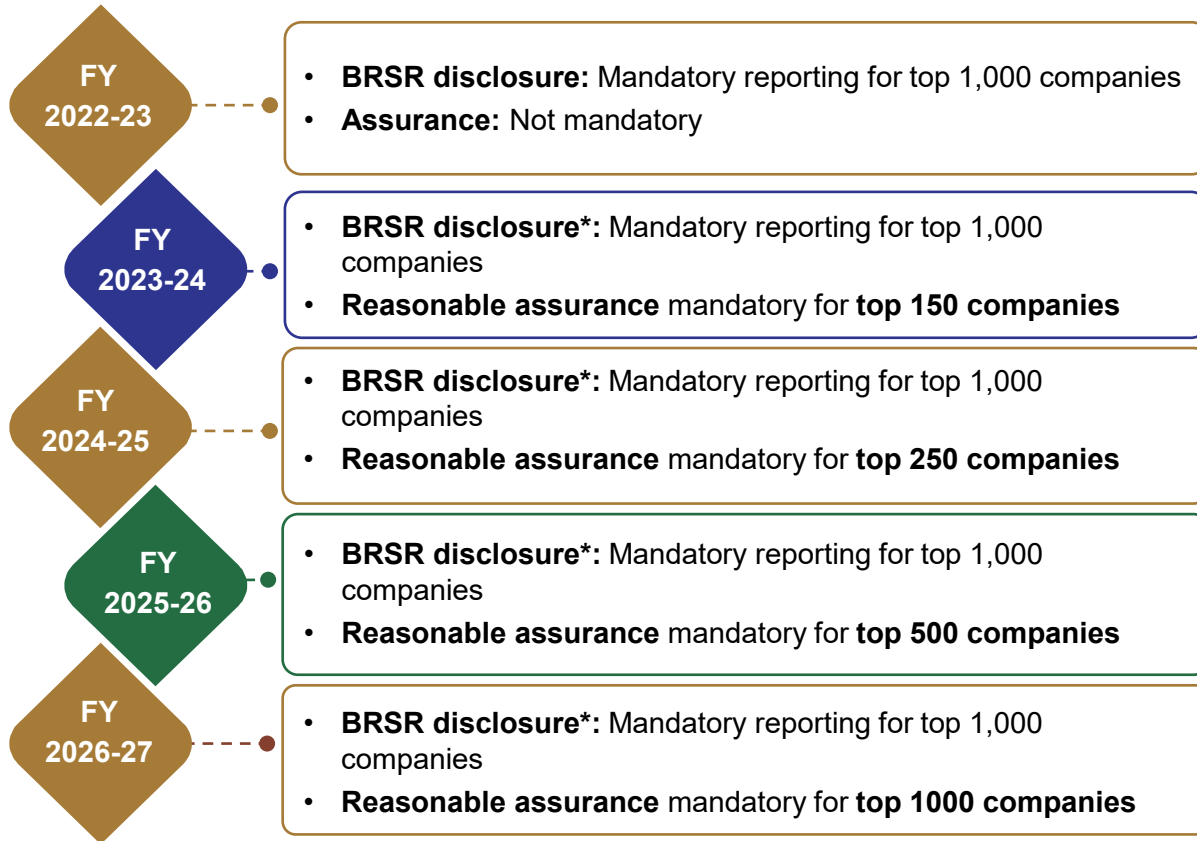 FY
2022-23
• BRSR disclosure: Mandatory reporting for top 1,000 companies
• Assurance: Not mandatory
FY
2023-24
• BRSR disclosure*: Mandatory reporting for top 1,000
companies
• Reasonable assurance mandatory for top 150 companies
FY
2024-25
• BRSR disclosure*: Mandatory reporting for top 1,000
companies
• Reasonable assurance mandatory for top 250 companies
FY
2025-26
• BRSR disclosure*: Mandatory reporting for top 1,000
companies
• Reasonable assurance mandatory for top 500 companies
FY
2026-27
• BRSR disclosure*: Mandatory reporting for top 1,000
companies
• Reasonable assurance mandatory for top 1000 companies